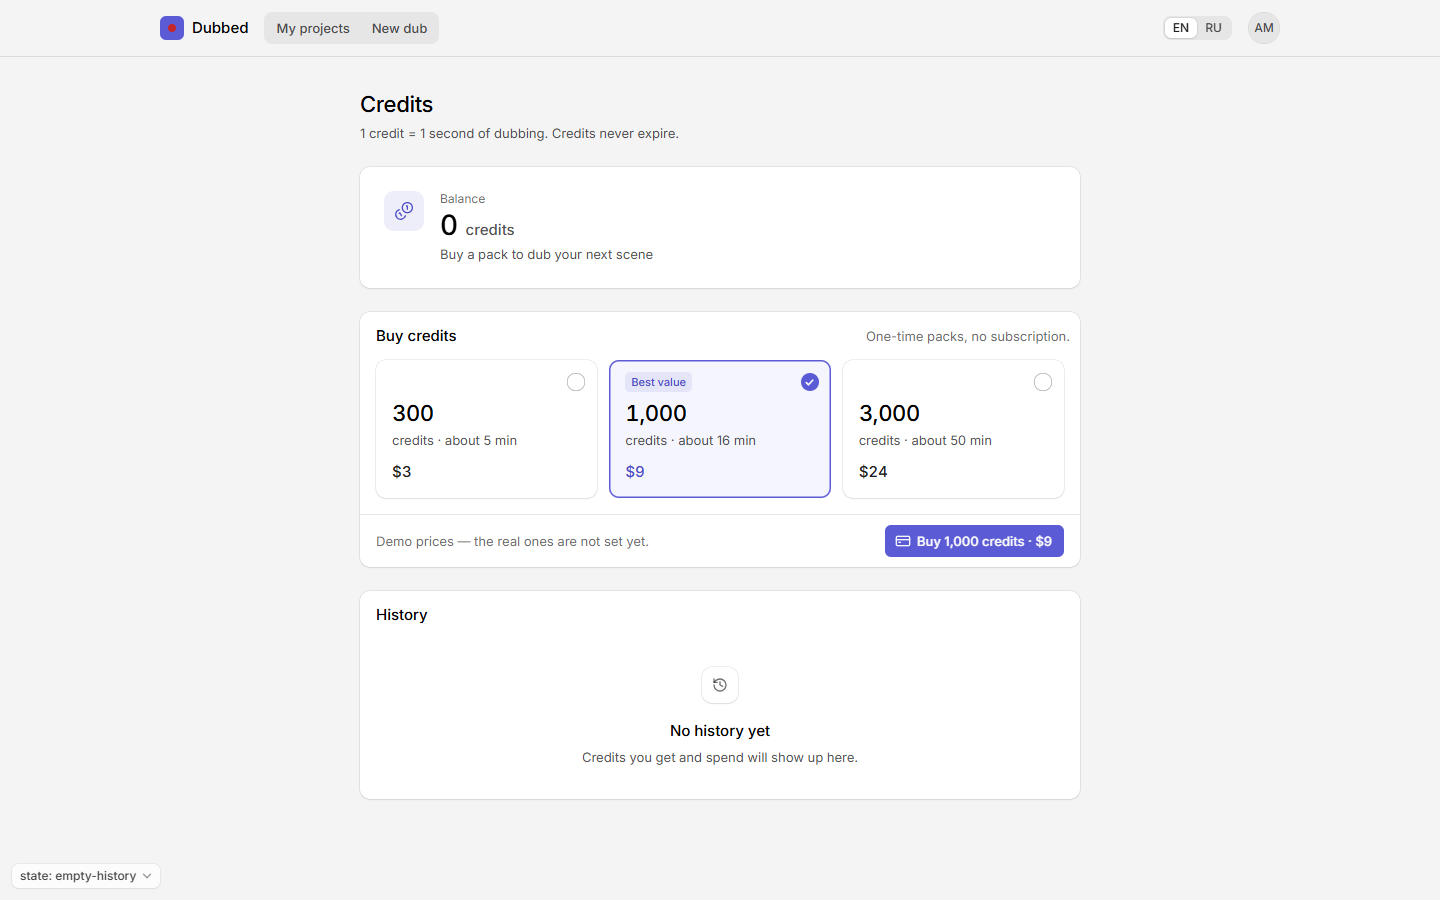 Dubbed
My projects
New dub
EN
RU
AM
Credits
1 credit = 1 second of dubbing. Credits never expire.
Balance
0 credits
Buy a pack to dub your next scene
Buy credits
One-time packs, no subscription.
300
credits · about 5 min
$3
Best value
1,000
credits · about 16 min
$9
3,000
credits · about 50 min
$24
Demo prices — the real ones are not set yet.
Buy 1,000 credits · $9
History
No history yet
Credits you get and spend will show up here.
state: empty-history